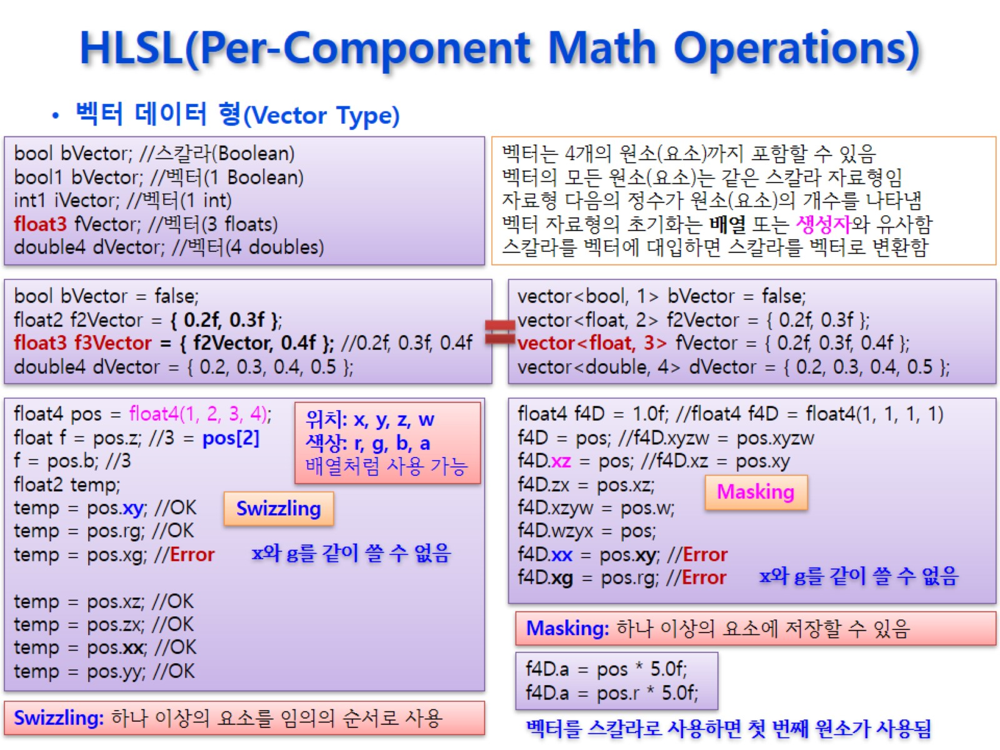 HLSL(Per-Component Math Operations)
• 벡터 데이터 형(Vector Type)
bool bVector; //스칼라(Boolean)
bool1 bVector; //벡터(1 Boolean)
int1 iVector; //벡터(1 int)
float3 fVector; //벡터(3 floats)
double4 dVector; //벡터(4 doubles)
벡터는 4개의 원소(요소)까지 포함할 수 있음
벡터의 모든 원소(요소)는 같은 스칼라 자료형임
자료형 다음의 정수가 원소(요소)의 개수를 나타냄
벡터 자료형의 초기화는 배열 또는 생성자와 유사함
스칼라를 벡터에 대입하면 스칼라를 벡터로 변환함
bool bVector = false;
float2 f2Vector = { 0.2f, 0.3f };
float3 f3Vector = { f2Vector, 0.4f }; //0.2f, 0.3f, 0.4f
double4 dVector = { 0.2, 0.3, 0.4, 0.5 };
vector<bool, 1> bVector = false;
vector<float, 2> f2Vector = { 0.2f, 0.3f };
vector<float, 3> fVector = { 0.2f, 0.3f, 0.4f };
vector<double, 4> dVector = { 0.2, 0.3, 0.4, 0.5 };
float4 pos = float4(1, 2, 3, 4);
float f = pos.z; //3 = pos[2]
f = pos.b; //3
float2 temp;
temp = pos.xy; //OK
temp = pos.rg; //OK
temp = pos.xg; //Error
temp = pos.xz; //OK
temp = pos.zx; //OK
temp = pos.xx; //OK
temp = pos.yy; //OK
위치: x, y, z, w
색상: r, g, b, a
배열처럼 사용 가능
Swizzling
x와 g를 같이 쓸 수 없음
Swizzling: 하나 이상의 요소를 임의의 순서로 사용
float4 f4D = 1.0f; //float4 f4D = float4(1, 1, 1, 1)
f4D = pos; //f4D.xyzw = pos.xyzw
f4D.xz = pos; //f4D.xz = pos.xy
f4D.zx = pos.xz;
f4D.xzyw = pos.w;
f4D.wzyx = pos;
f4D.xx = pos.xy; //Error
f4D.xg = pos.rg; //Error
Masking
x와 g를 같이 쓸 수 없음
Masking: 하나 이상의 요소에 저장할 수 있음
f4D.a = pos * 5.0f;
f4D.a = pos.r * 5.0f;
벡터를 스칼라로 사용하면 첫 번째 원소가 사용됨